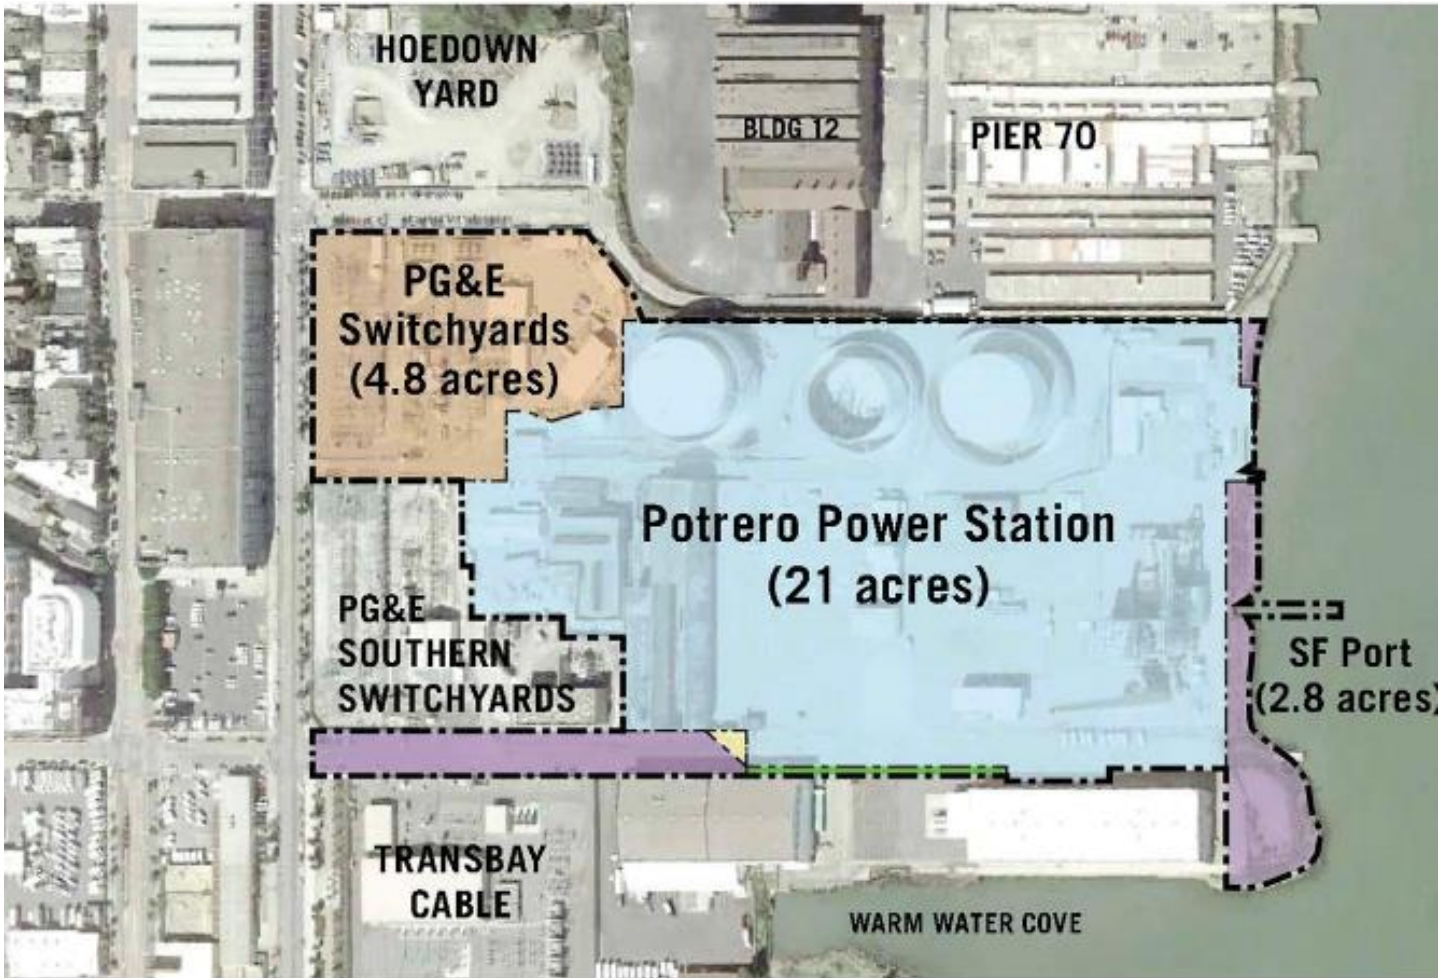 HOEDOWN
YARD
BLDG 12
PIER 70
PG&E
Switchyards
(4.8 acres)
Potrero Power Station
(21 acres)
PG&E
SOUTHERN
SWITCHYARDS
SF Port
(2.8 acres)
TRANSBAY
CABLE
WARM WATER COVE